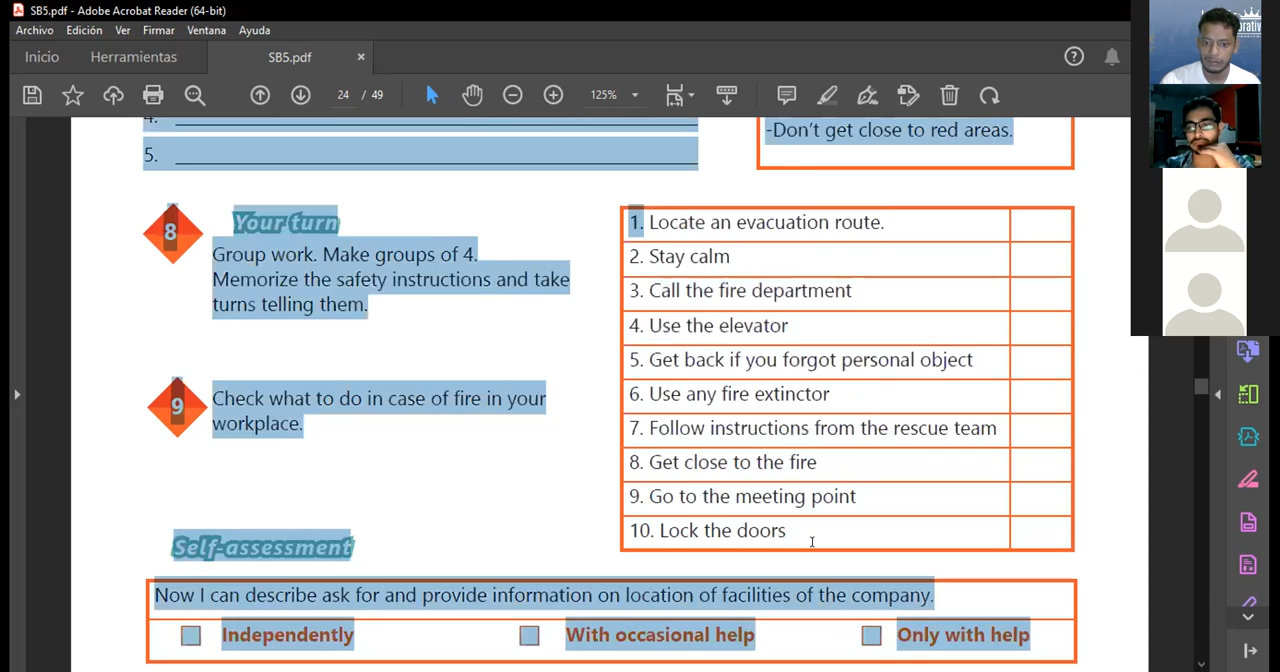 SB5.pdf - Adobe Acrobat Reader (64-bit)
Archivo Edición Ver Firmar Ventana Ayuda
Inicio Herramientas SB5.pdf ×
24 / 49 125%
4.
5.
-Don't get close to red areas.
8 Your turn
Group work. Make groups of 4.
Memorize the safety instructions and take
turns telling them.
9 Check what to do in case of fire in your
workplace.
1. Locate an evacuation route.
2. Stay calm
3. Call the fire department
4. Use the elevator
5. Get back if you forgot personal object
6. Use any fire extinctor
7. Follow instructions from the rescue team
8. Get close to the fire
9. Go to the meeting point
10. Lock the doors
Self-assessment
Now I can describe ask for and provide information on location of facilities of the company.
Independently With occasional help Only with help